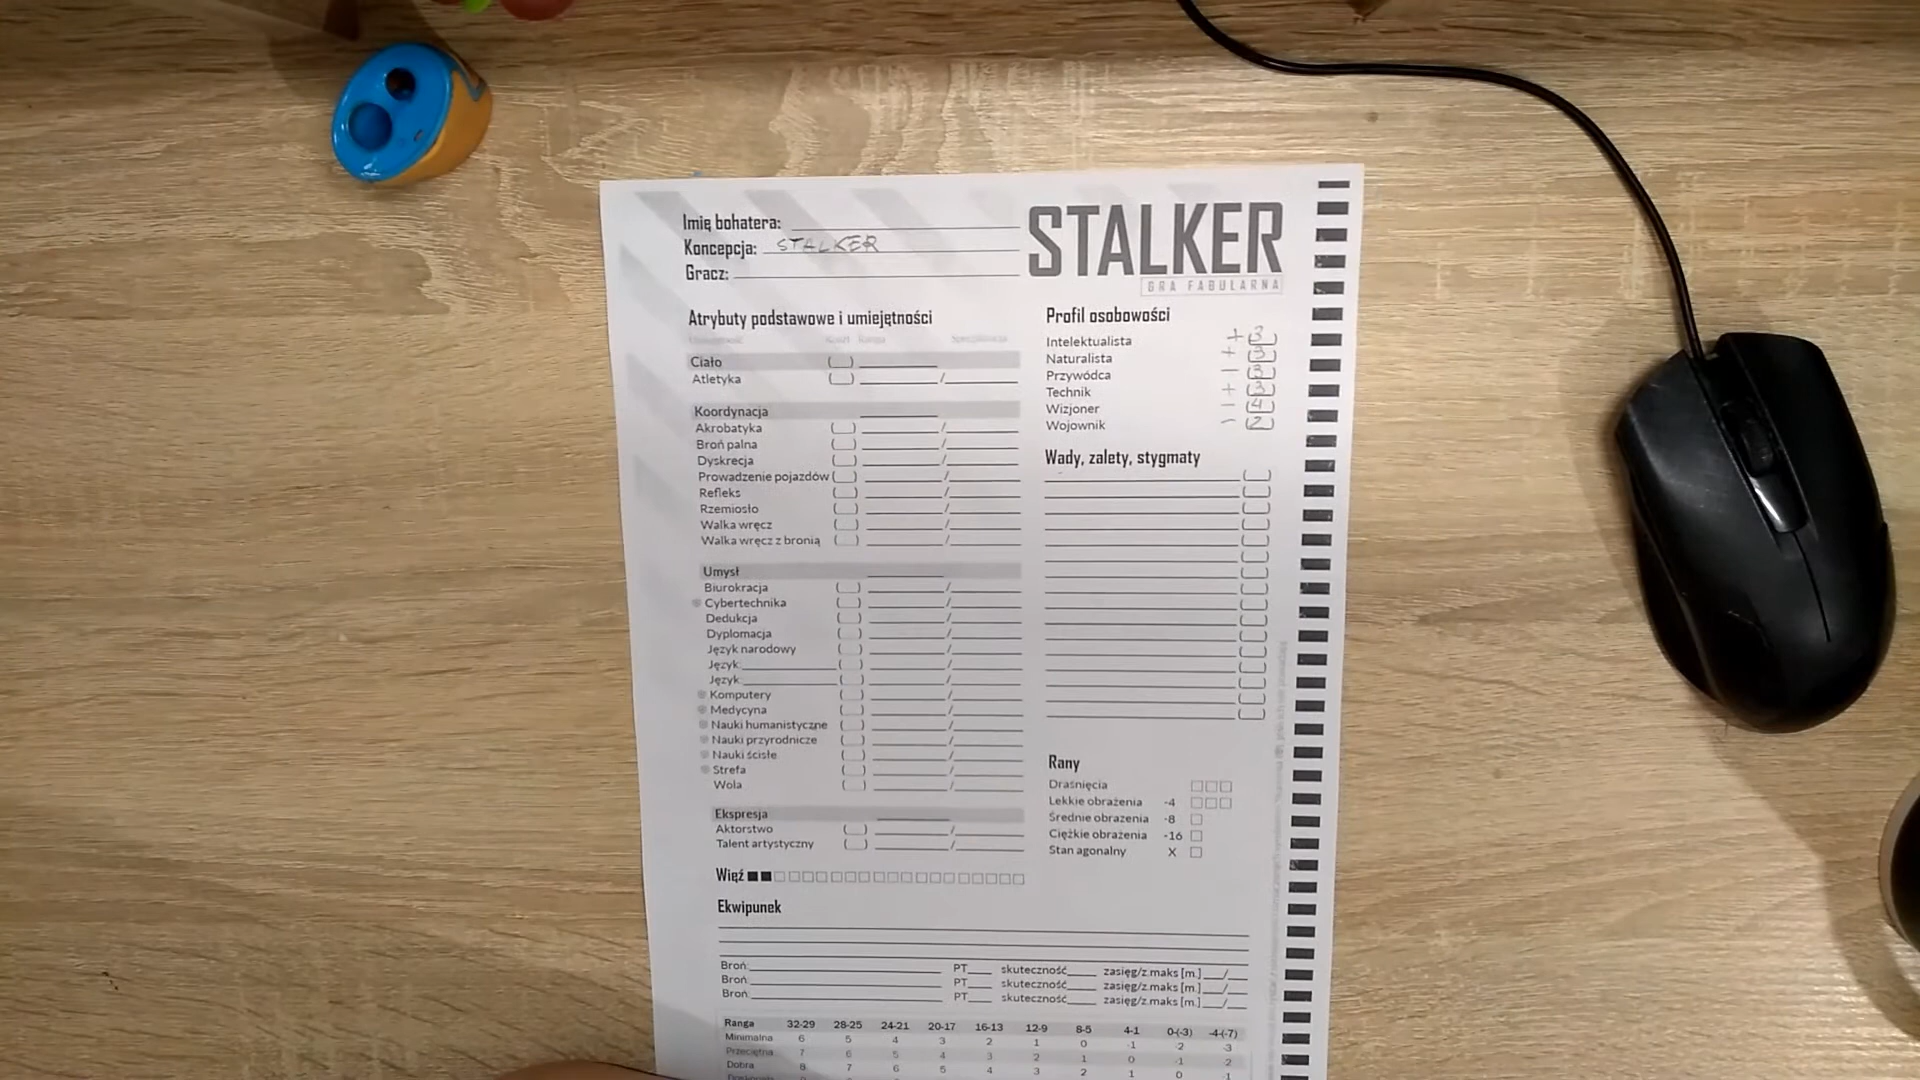 Imię bohatera:
Koncepcja: STALKER
Gracz:
STALKER
GRA FABULARNA
Atrybuty podstawowe i umiejętności
Ciało
Atletyka /
Koordynacja
Akrobatyka /
Broń palna /
Dyskrecja /
Prowadzenie pojazdów /
Refleks /
Rzemiosło /
Walka wręcz /
Walka wręcz z bronią /
Umysł
Biurokracja /
Cybertechnika /
Dedukcja /
Dyplomacja /
Język narodowy /
Język: /
Język: /
Komputery /
Medycyna /
Nauki humanistyczne /
Nauki przyrodnicze /
Nauki ścisłe /
Strefa /
Wola /
Ekspresja
Aktorstwo /
Talent artystyczny /
Więź
Profil osobowości
Intelektualista + 3
Naturalista + 3
Przywódca - 3
Technik + 3
Wizjoner - 4
Wojownik - 2
Wady, zalety, stygmaty
Rany
Draśnięcia
Lekkie obrażenia -4
Średnie obrażenia -8
Ciężkie obrażenia -16
Stan agonalny X
Ekwipunek
Broń: PT skuteczność zasięg/z.maks [m.] /
Broń: PT skuteczność zasięg/z.maks [m.] /
Broń: PT skuteczność zasięg/z.maks [m.] /
Ranga 32-29 28-25 24-21 20-17 16-13 12-9 8-5 4-1 0-(-3) -4-(-7)
Minimalna 6 5 4 3 2 1 0 -1 -2 -3
Przeciętna 7 6 5 4 3 2 1 0 -1 -2
Dobra 8 7 6 5 4 3 2 1 0 -1